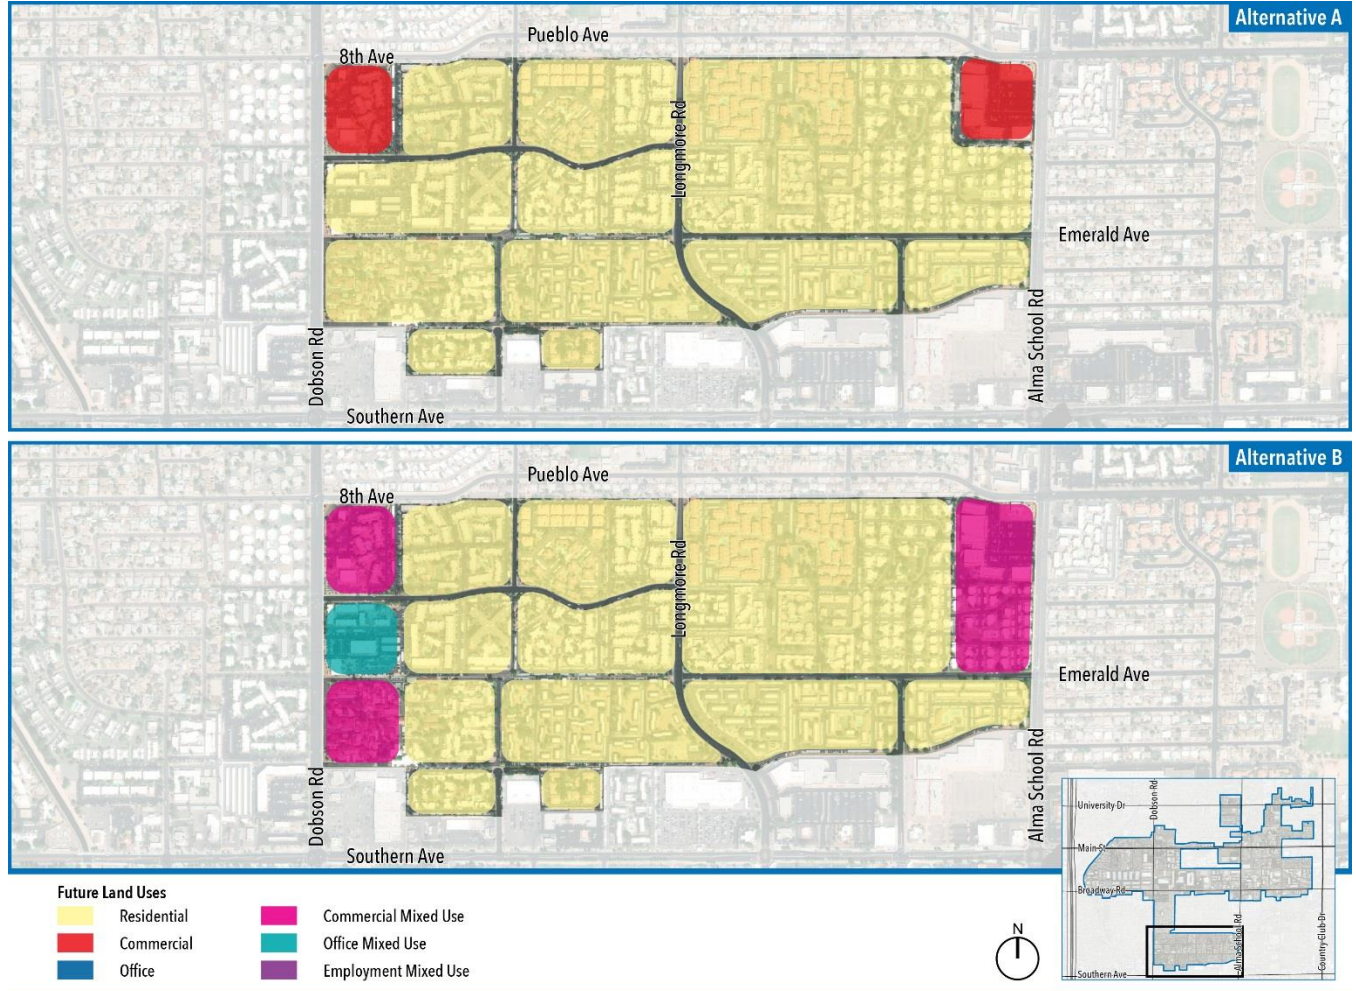 Alternative A
Pueblo Ave
8th Ave
Longmore Rd
Emerald Ave
Dobson Rd
Alma School Rd
Southern Ave
Alternative B
Pueblo Ave
8th Ave
Longmore Rd
Emerald Ave
Dobson Rd
Alma School Rd
Southern Ave
Future Land Uses
Residential
Commercial
Office
Commercial Mixed Use
Office Mixed Use
Employment Mixed Use
N
University Dr
Dobson Rd
Main St
Broadway Rd
Alma School Rd
Country Club Dr
Southern Ave